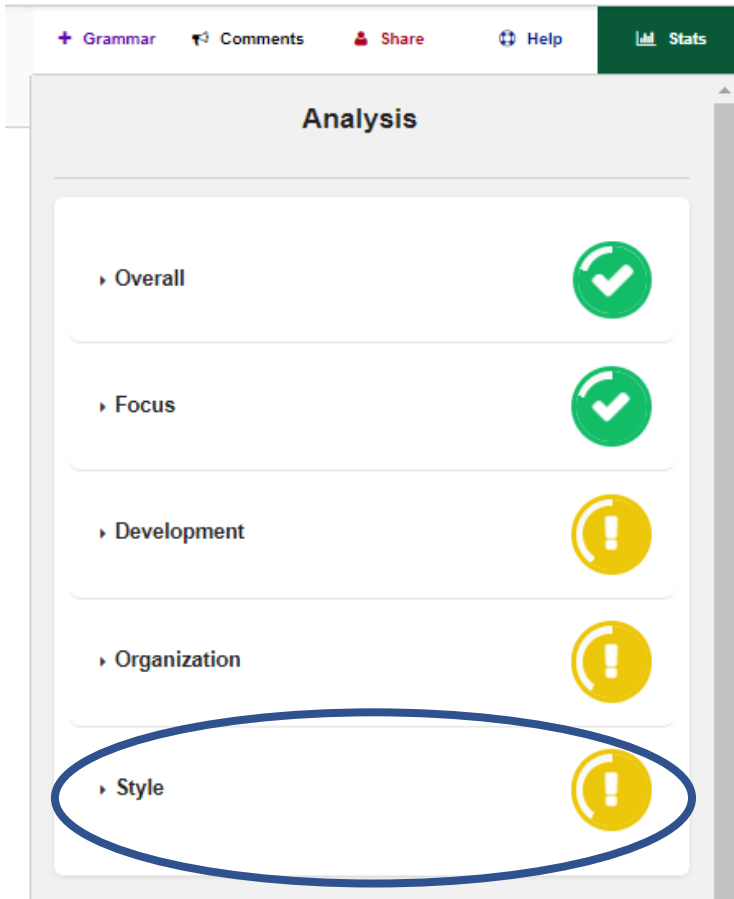 Grammar Comments Share Help Stats
Analysis
Overall
Focus
Development
Organization
Style